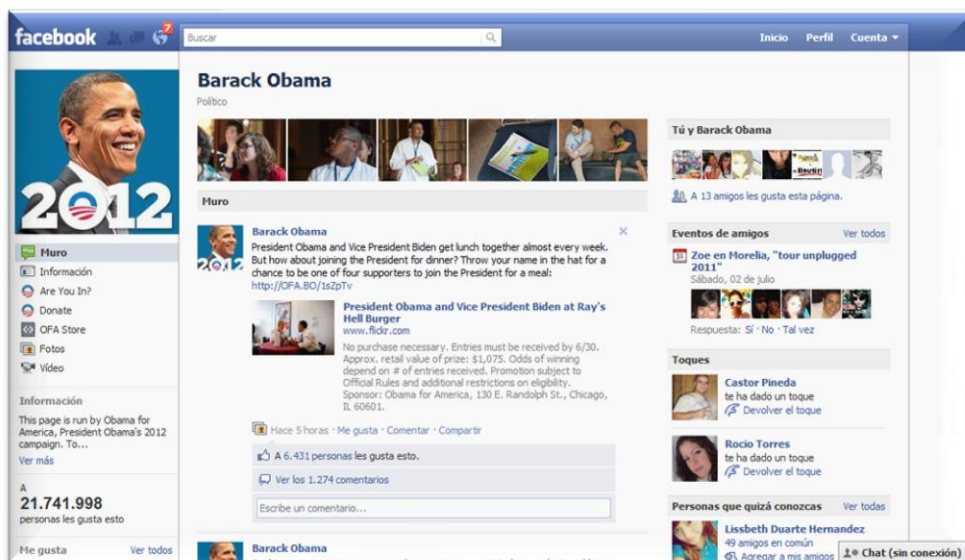 facebook
7
Buscar
Inicio Perfil Cuenta
Barack Obama
Político
2012
Muro
Información
Are You In?
Donate
OFA Store
Fotos
Vídeo
Información
This page is run by Obama for
America, President Obama's 2012
campaign. To...
Ver más
A
21.741.998
personas les gusta esto
Me gusta Ver todos
Muro
Barack Obama
President Obama and Vice President Biden get lunch together almost every week.
But how about joining the President for dinner? Throw your name in the hat for a
chance to be one of four supporters to join the President for a meal:
http://OFA.BO/1sZpTv
2012
President Obama and Vice President Biden at Ray's
Hell Burger
www.flickr.com
No purchase necessary. Entries must be received by 6/30.
Approx. retail value of prize: $1,075. Odds of winning
depend on # of entries received. Promotion subject to
Official Rules and additional restrictions on eligibility.
Sponsor: Obama for America, 130 E. Randolph St., Chicago,
IL 60601.
Hace 5 horas · Me gusta · Comentar · Compartir
A 6.431 personas les gusta esto.
Ver los 1.274 comentarios
Escribe un comentario...
Barack Obama
Tú y Barack Obama
A 13 amigos les gusta esta página.
Eventos de amigos Ver todos
31
Zoe en Morelia, "tour unplugged
2011"
Sábado, 02 de julio
Respuesta: Sí · No · Tal vez
Toques
Castor Pineda
te ha dado un toque
Devolver el toque
Rocio Torres
te ha dado un toque
Devolver el toque
Personas que quizá conozcas Ver todas
Lissbeth Duarte Hernandez
49 amigos en común
Agregar a mis amigos
Chat (sin conexión)